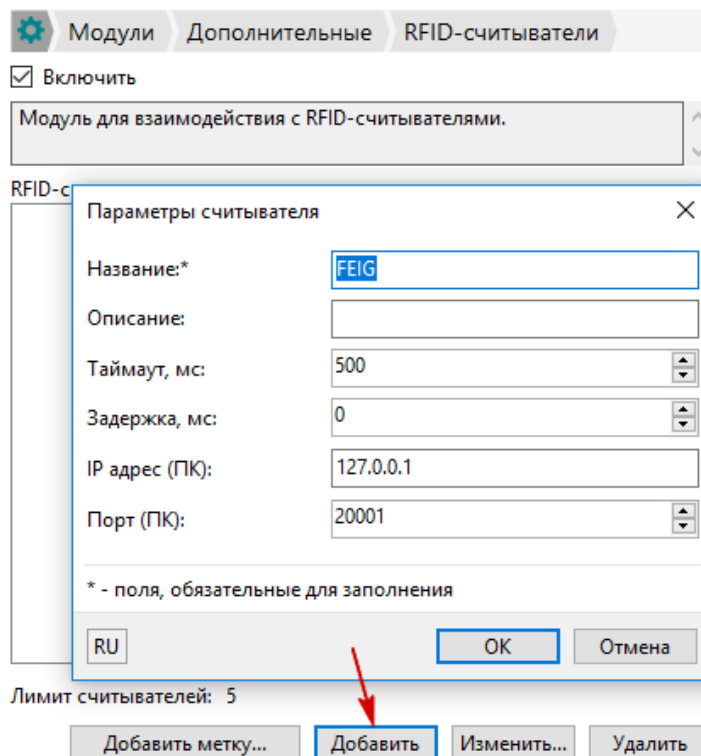 Модули Дополнительные RFID-считыватели
Включить
Модуль для взаимодействия с RFID-считывателями.
RFID-с
Параметры считывателя
Название:* FEIG
Описание:
Таймаут, мс: 500
Задержка, мс: 0
IP адрес (ПК): 127.0.0.1
Порт (ПК): 20001
* - поля, обязательные для заполнения
RU OK Отмена
Лимит считывателей: 5
Добавить метку... Добавить Изменить... Удалить